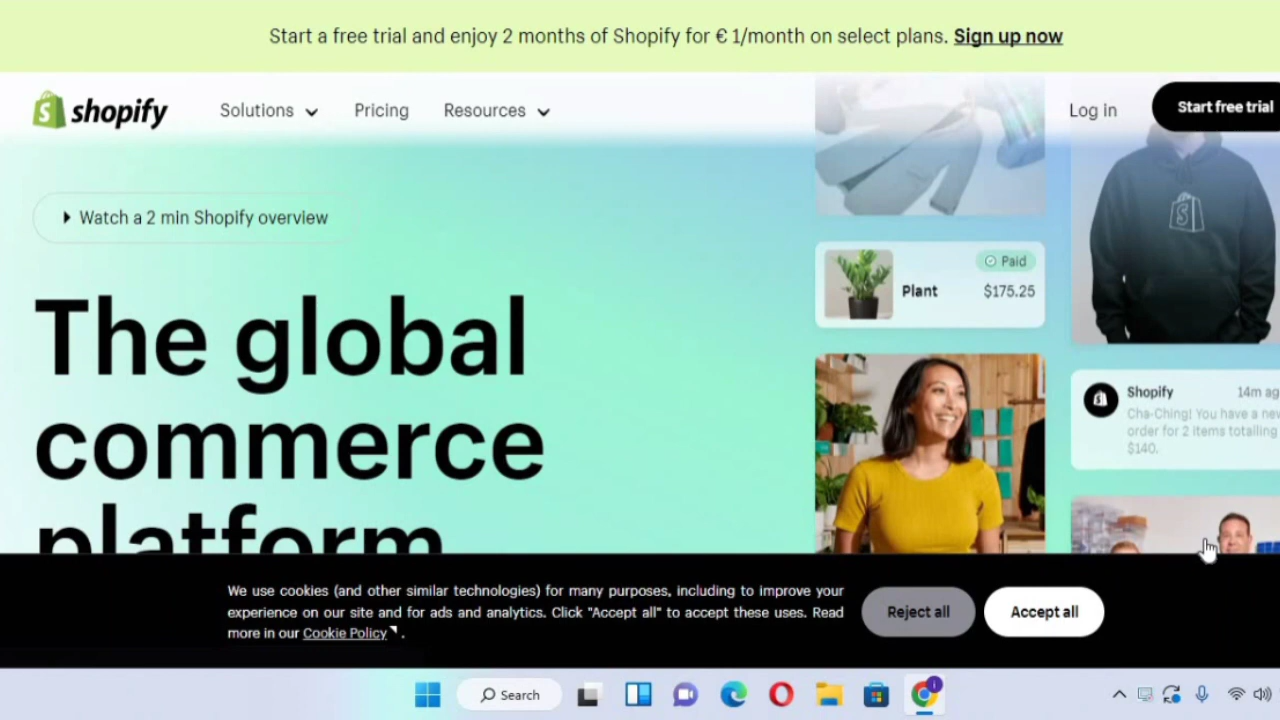 Start a free trial and enjoy 2 months of Shopify for € 1/month on select plans. Sign up now
shopify
Solutions
Pricing
Resources
Log in
Start free trial
Watch a 2 min Shopify overview
The global
commerce
platform
Paid
Plant
$175.25
Shopify
14m ag
Cha-Ching! You have a new
order for 2 items totalling
$140.
We use cookies (and other similar technologies) for many purposes, including to improve your
experience on our site and for ads and analytics. Click "Accept all" to accept these uses. Read
more in our Cookie Policy .
Reject all
Accept all
Search